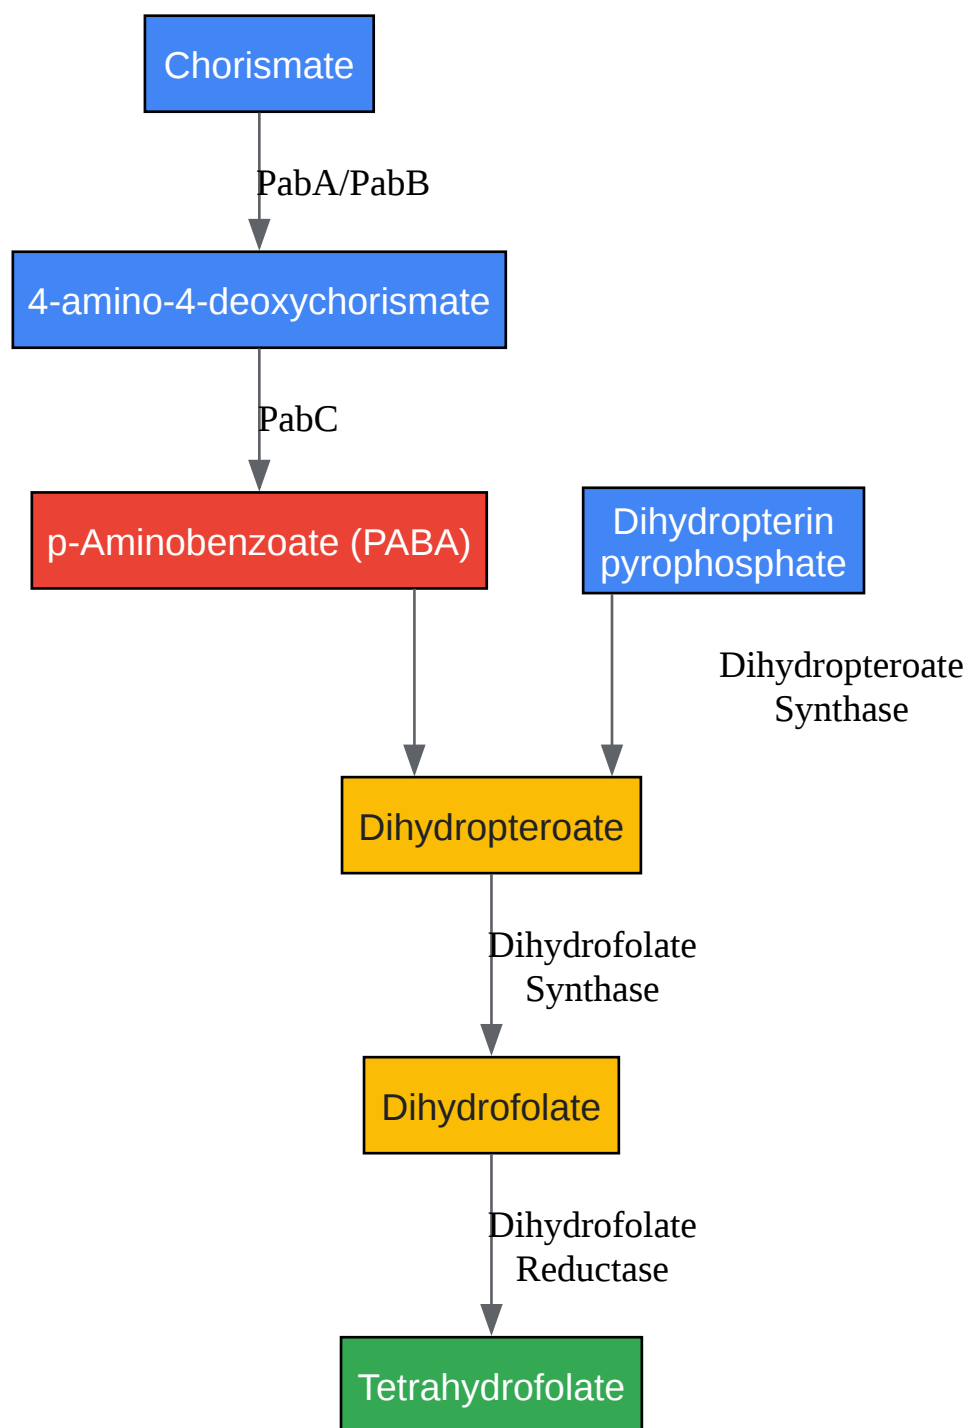 Chorismate
PabA/PabB
4-amino-4-deoxychorismate
PabC
p-Aminobenzoate (PABA)
Dihydropterin
pyrophosphate
Dihydropteroate
Synthase
Dihydropteroate
Dihydrofolate
Synthase
Dihydrofolate
Dihydrofolate
Reductase
Tetrahydrofolate